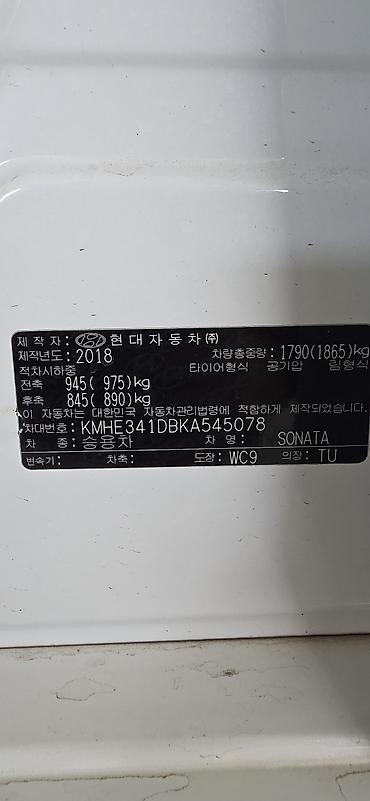 제 작 자 : 현대자동차㈜
제작년도 : 2018 차량총중량 : 1790(1865)kg
적차시하중 타이어형식 공기압 림형식
전축 945( 975)kg
후축 845( 890)kg
이 자동차는 대한민국 자동차관리법령에 적합하게 제작되었습니다.
차대번호 : KMHE341DBKA545078
차 종 : 승용차 차 명 : SONATA
변속기 : 차축 : 도장 : WC9 의장 : TU